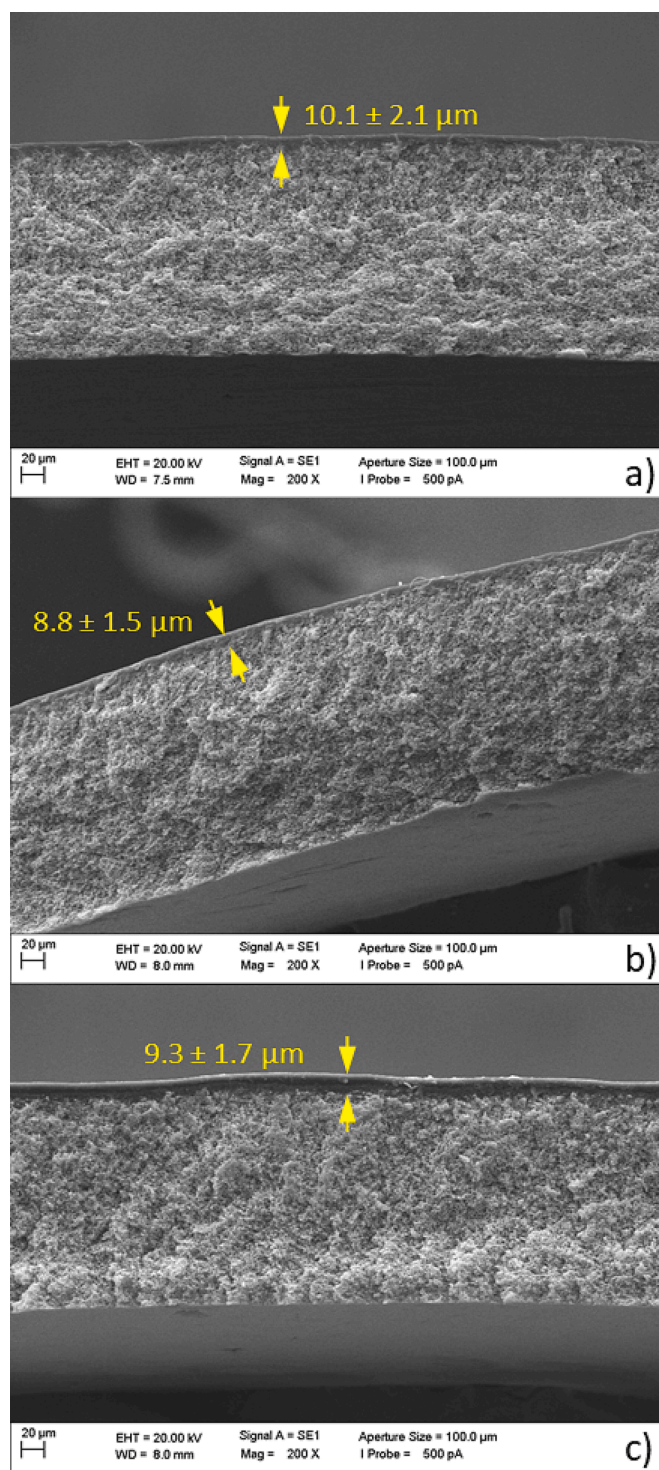 10.1 ± 2.1 µm
20 µm
EHT = 20.00 kV
Signal A = SE1
Aperture Size = 100.0 µm
WD = 7.5 mm
Mag = 200 X
I Probe = 500 pA
a)
8.8 ± 1.5 µm
20 µm
EHT = 20.00 kV
Signal A = SE1
Aperture Size = 100.0 µm
WD = 8.0 mm
Mag = 200 X
I Probe = 500 pA
b)
9.3 ± 1.7 µm
20 µm
EHT = 20.00 kV
Signal A = SE1
Aperture Size = 100.0 µm
WD = 8.0 mm
Mag = 200 X
I Probe = 500 pA
c)